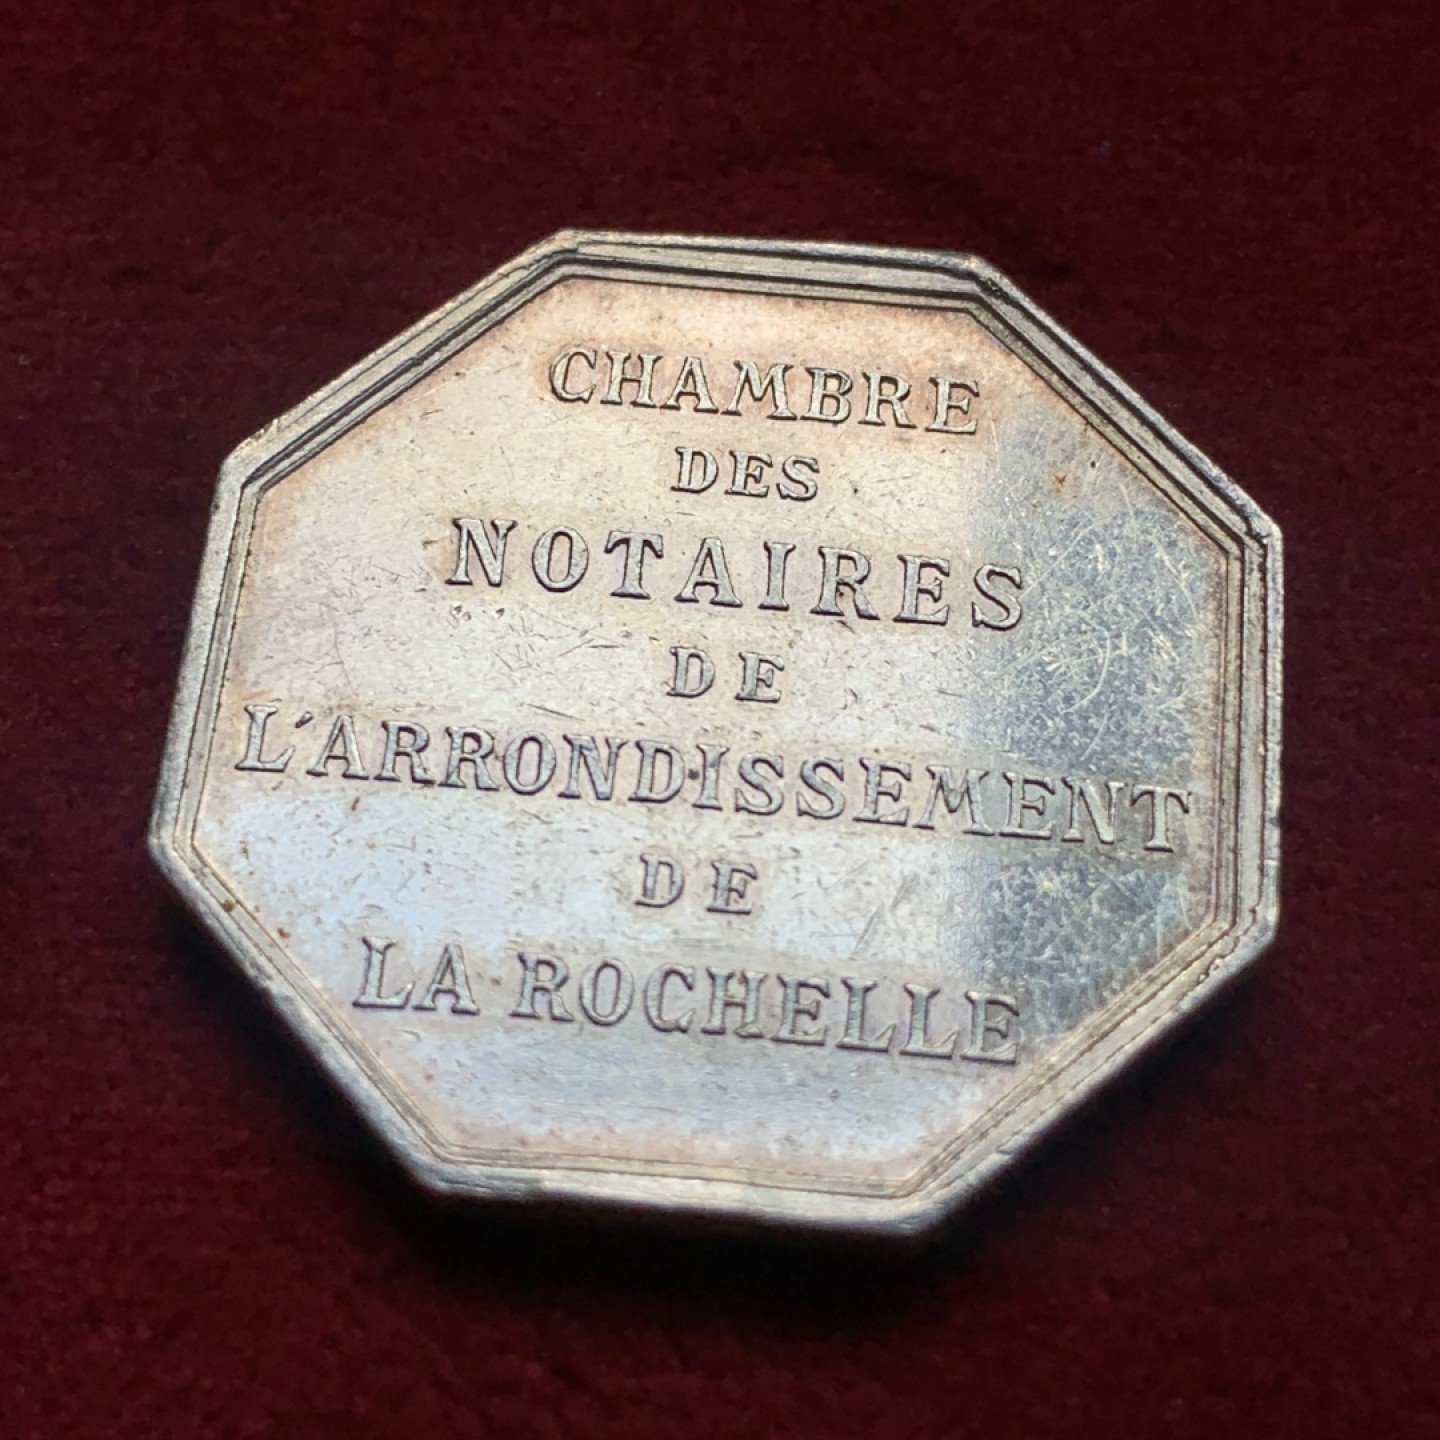 CHAMBRE
DES
NOTAIRES
DE
L'ARRONDISSEMENT
DE
LA ROCHELLE